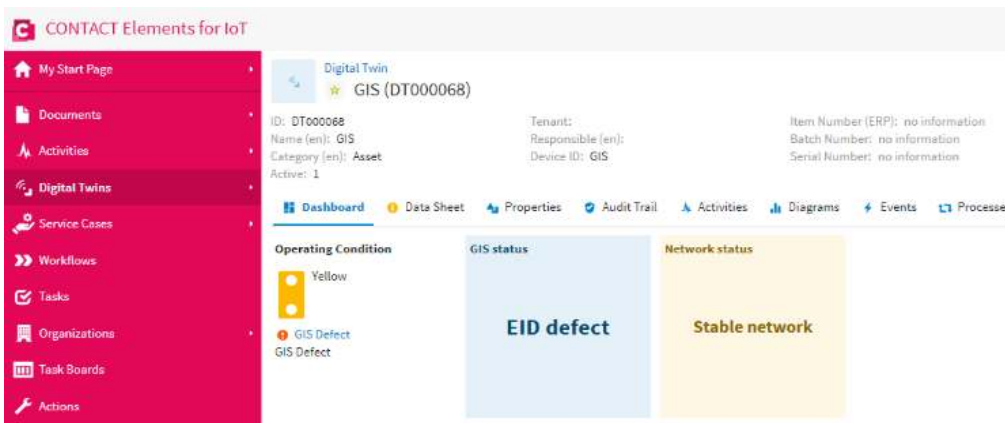 CONTACT Elements for IoT
My Start Page
Documents
Activities
Digital Twins
Service Cases
Workflows
Tasks
Organizations
Task Boards
Actions
Digital Twin
GIS (DT000068)
ID: DT000068
Name (en): GIS
Category (en): Asset
Active: 1
Tenant:
Responsible (en):
Device ID: GIS
Item Number (ERP): no information
Batch Number: no information
Serial Number: no information
Dashboard Data Sheet Properties Audit Trail Activities Diagrams Events Processe
Operating Condition
Yellow
GIS Defect
GIS Defect
GIS status
EID defect
Network status
Stable network